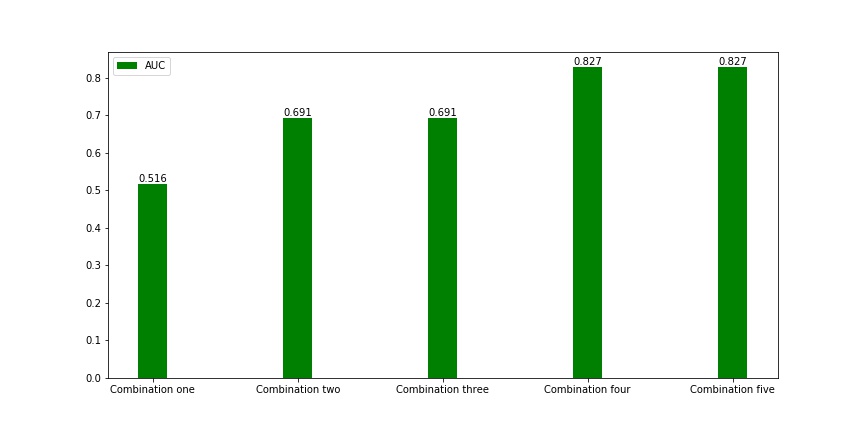 AUC
0.827
0.827
0.8
0.7
0.691
0.691
0.6
0.516
0.5
0.4
0.3
0.2
0.1
0.0
Combination one
Combination two
Combination three
Combination four
Combination five